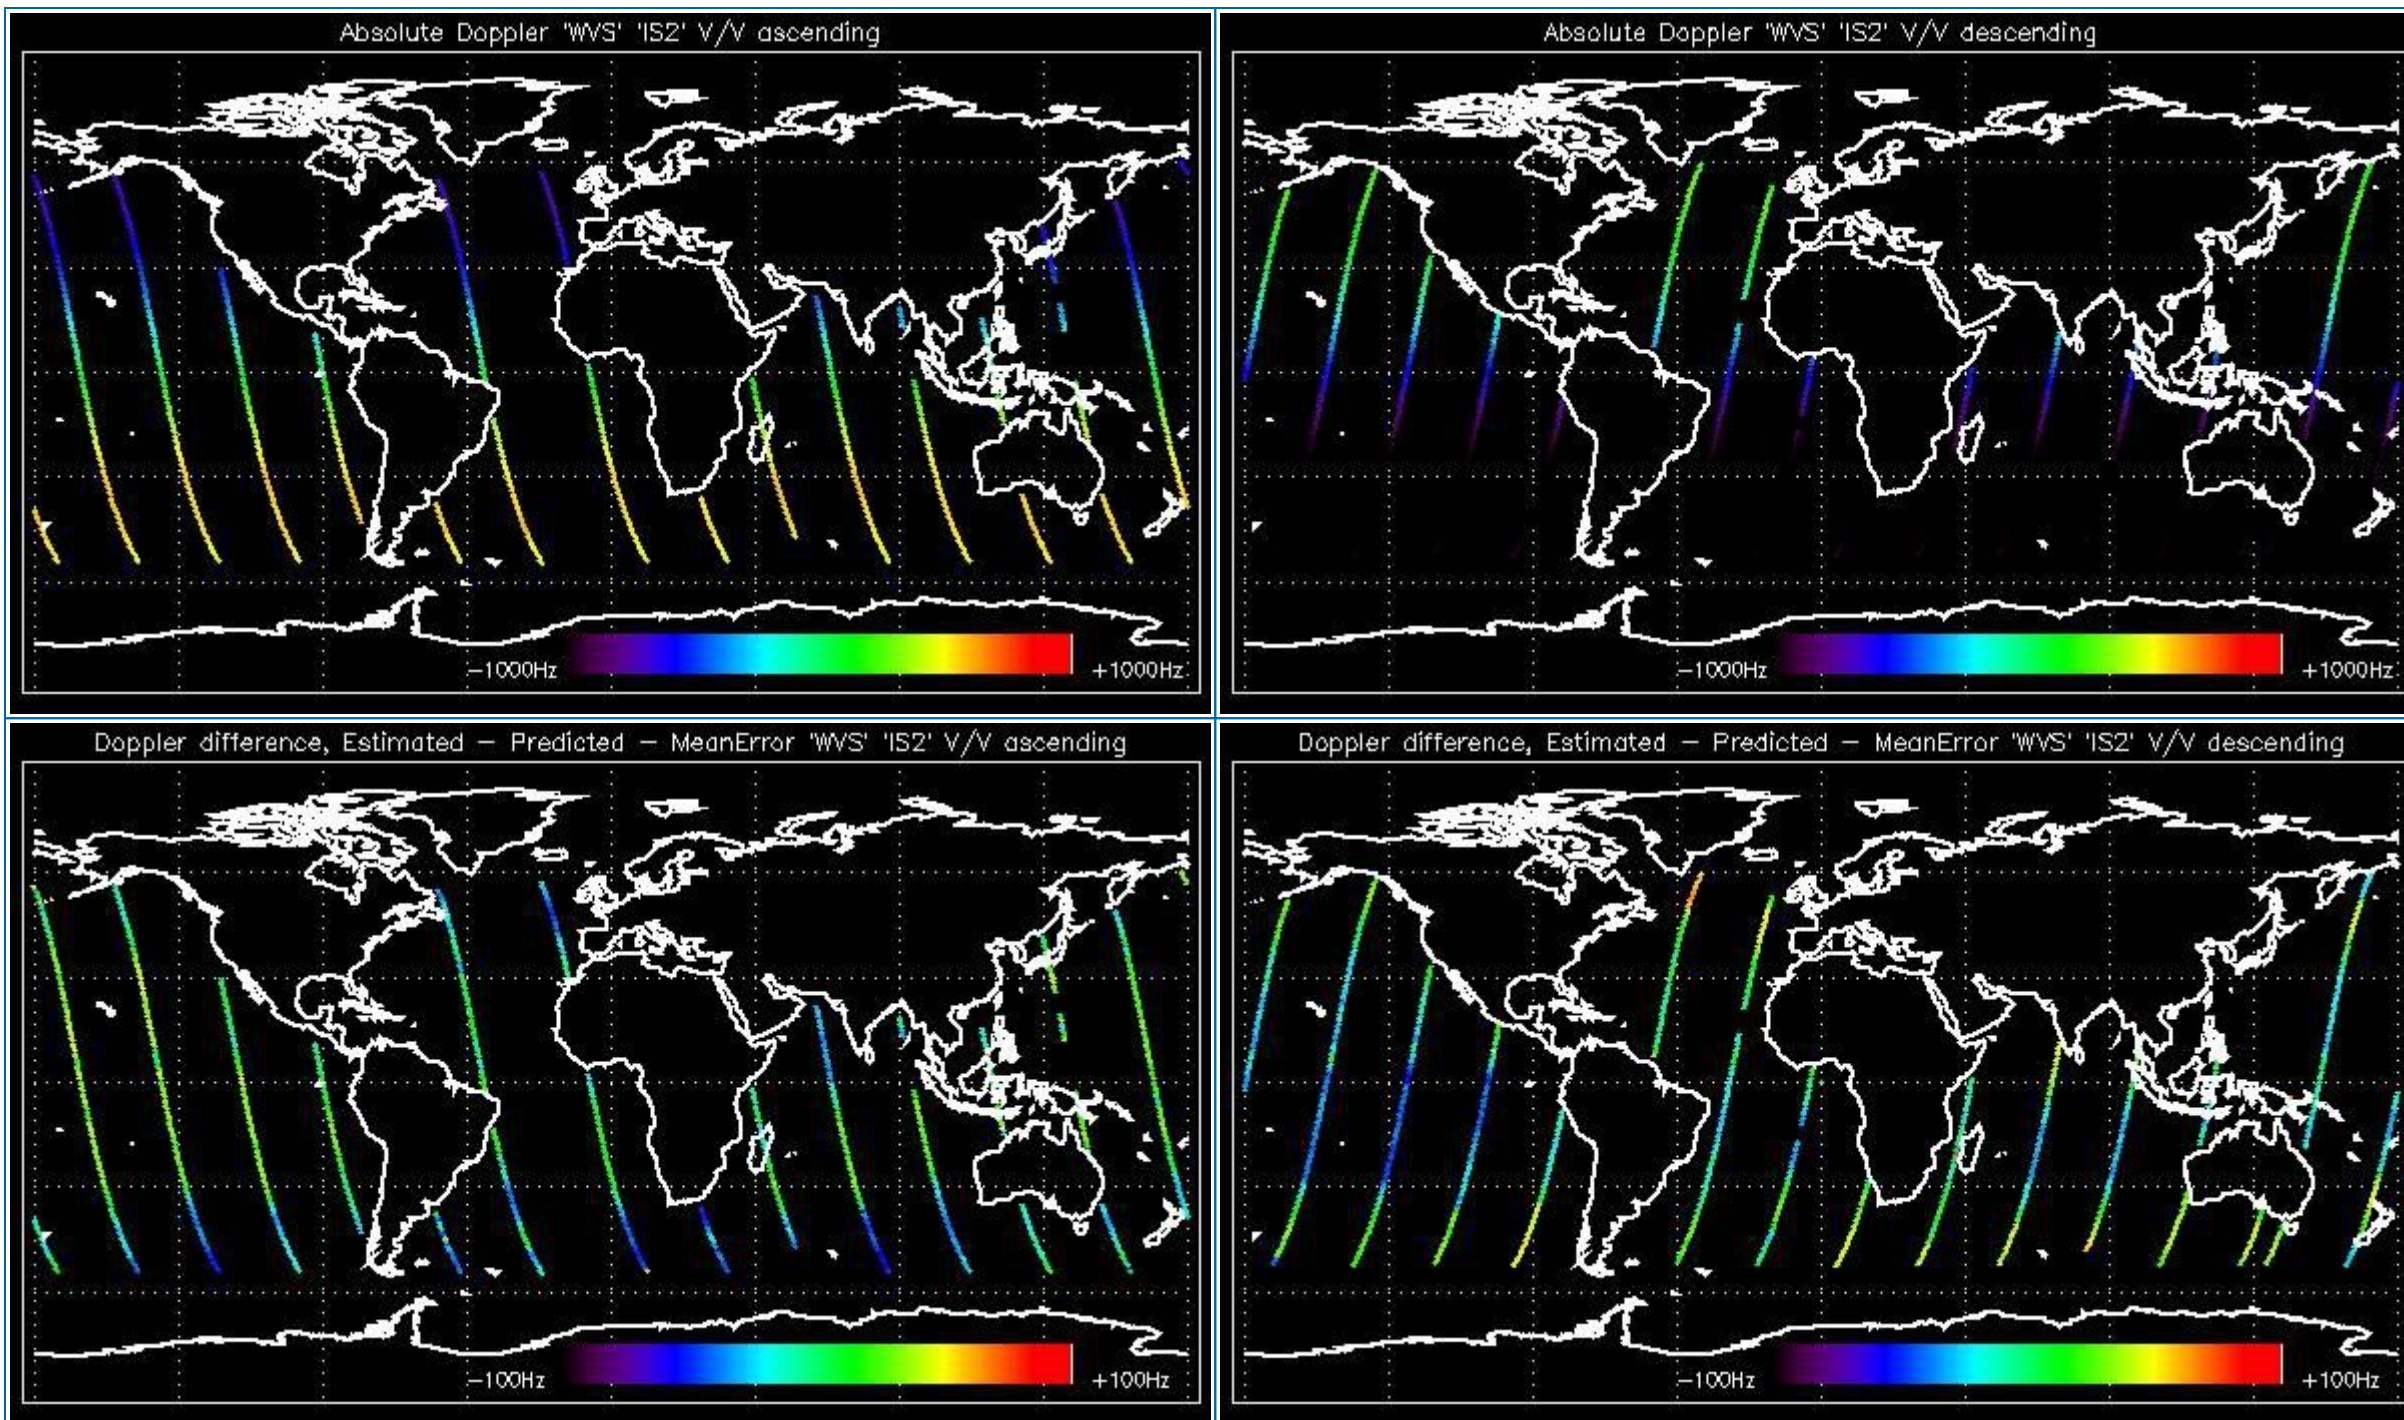 Absolute Doppler 'WVS' 'IS2' V/V ascending
-1000Hz
+1000Hz
Absolute Doppler 'WVS' 'IS2' V/V descending
-1000Hz
+1000Hz
Doppler difference, Estimated - Predicted - MeanError 'WVS' 'IS2' V/V ascending
-100Hz
+100Hz
Doppler difference, Estimated - Predicted - MeanError 'WVS' 'IS2' V/V descending
-100Hz
+100Hz